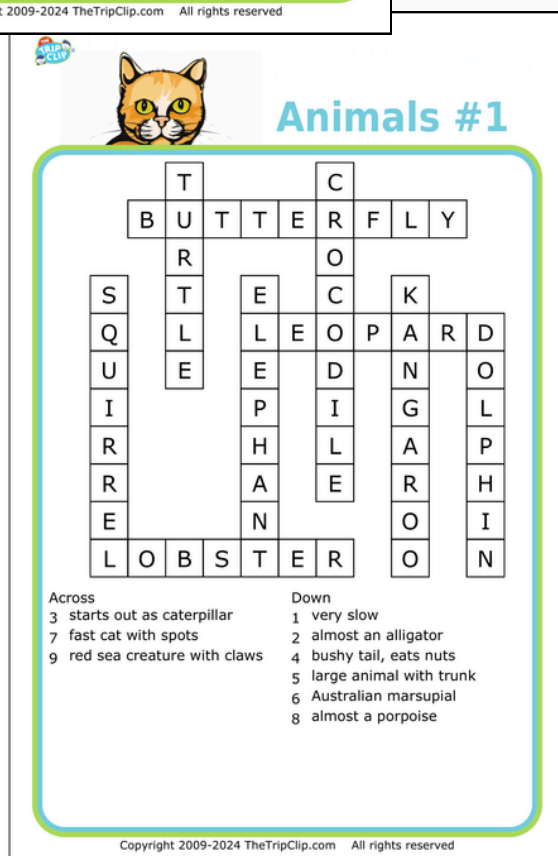 t 2009-2024 TheTripClip.com All rights reserved
THE
TRIP
CLIP
Animals #1
T C
B U T T E R F L Y
R O
S T E C K
Q L L E O P A R D
U E E D N O
I P I G L
R H L A P
R A E R H
E N O I
L O B S T E R O N
Across
3 starts out as caterpillar
7 fast cat with spots
9 red sea creature with claws
Down
1 very slow
2 almost an alligator
4 bushy tail, eats nuts
5 large animal with trunk
6 Australian marsupial
8 almost a porpoise
Copyright 2009-2024 TheTripClip.com All rights reserved